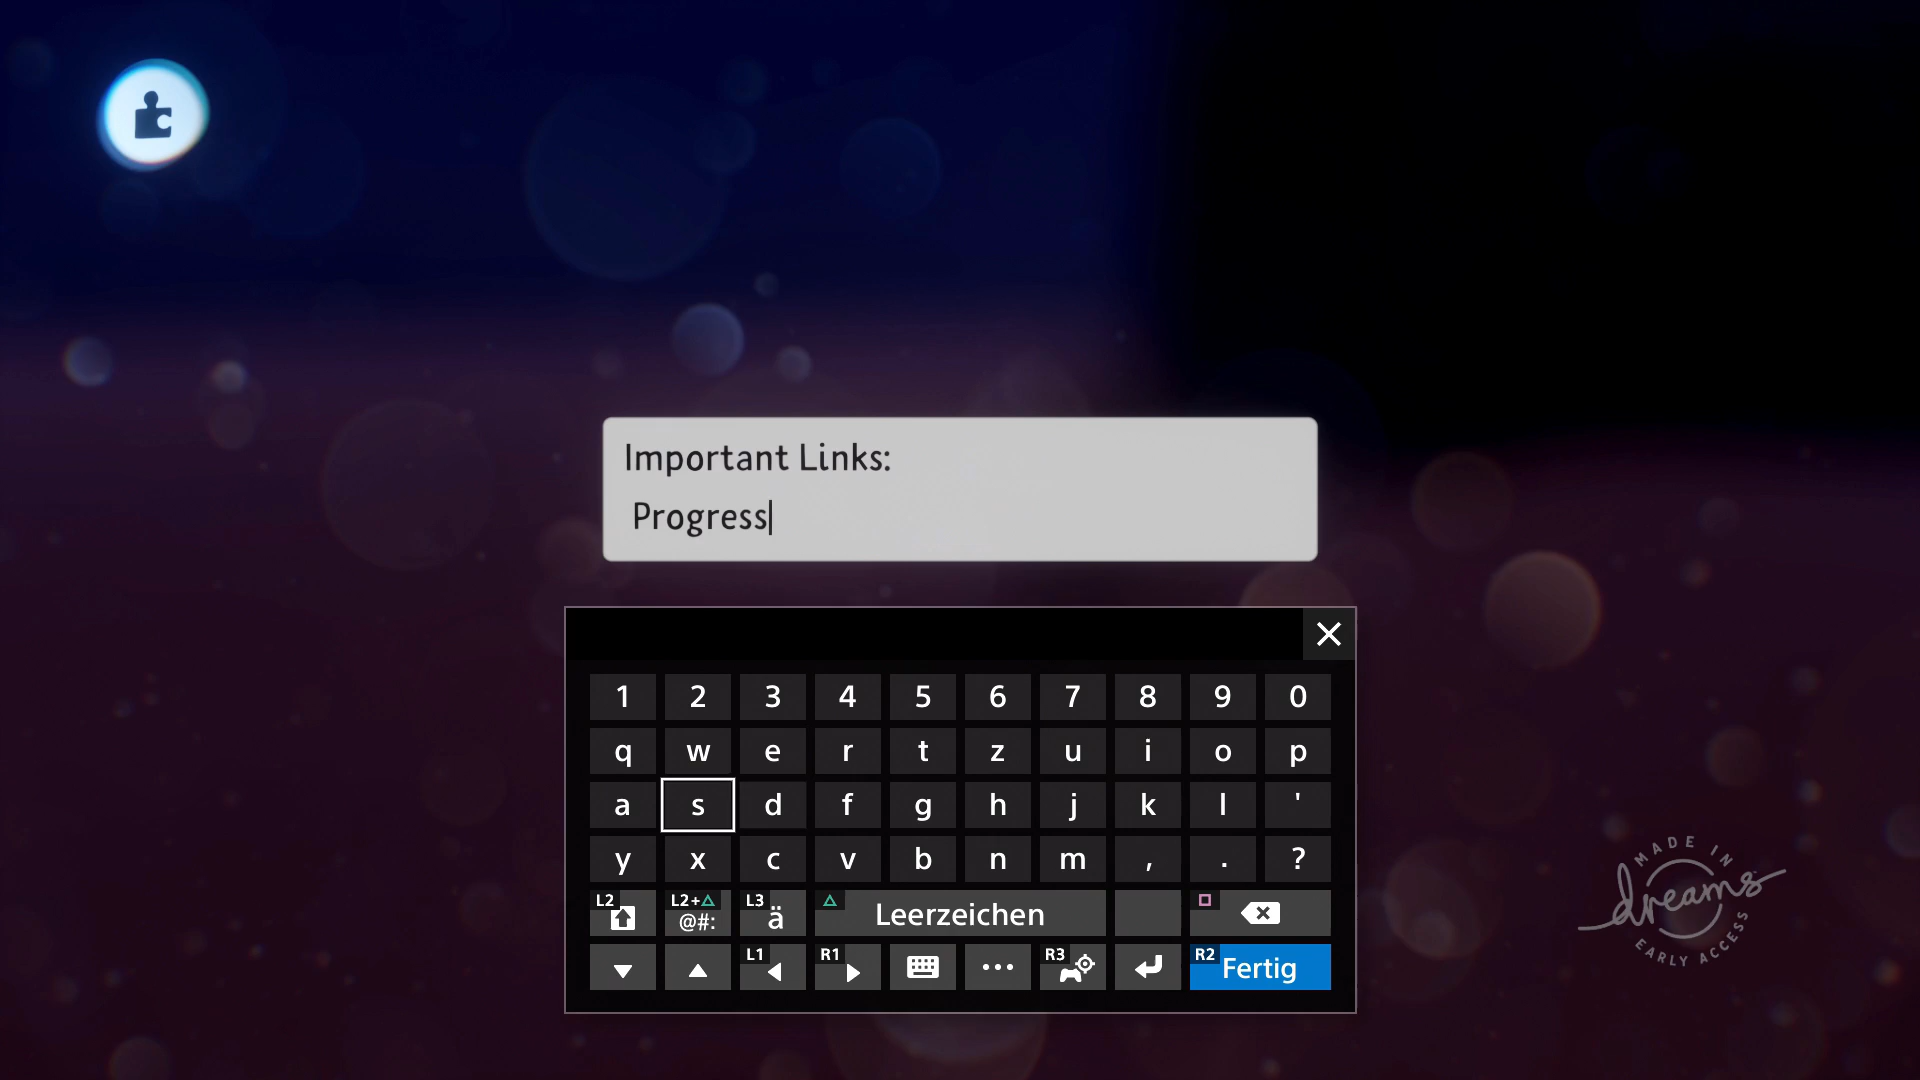 Important Links:
Progress
1 2 3 4 5 6 7 8 9 0
q w e r t z u i o p
a s d f g h j k l '
y x c v b n m , . ?
L2 L2+△ @#: L3 ä △ Leerzeichen □
L1 R1 ... R3 R2 Fertig
MADE IN
dreams
EARLY ACCESS